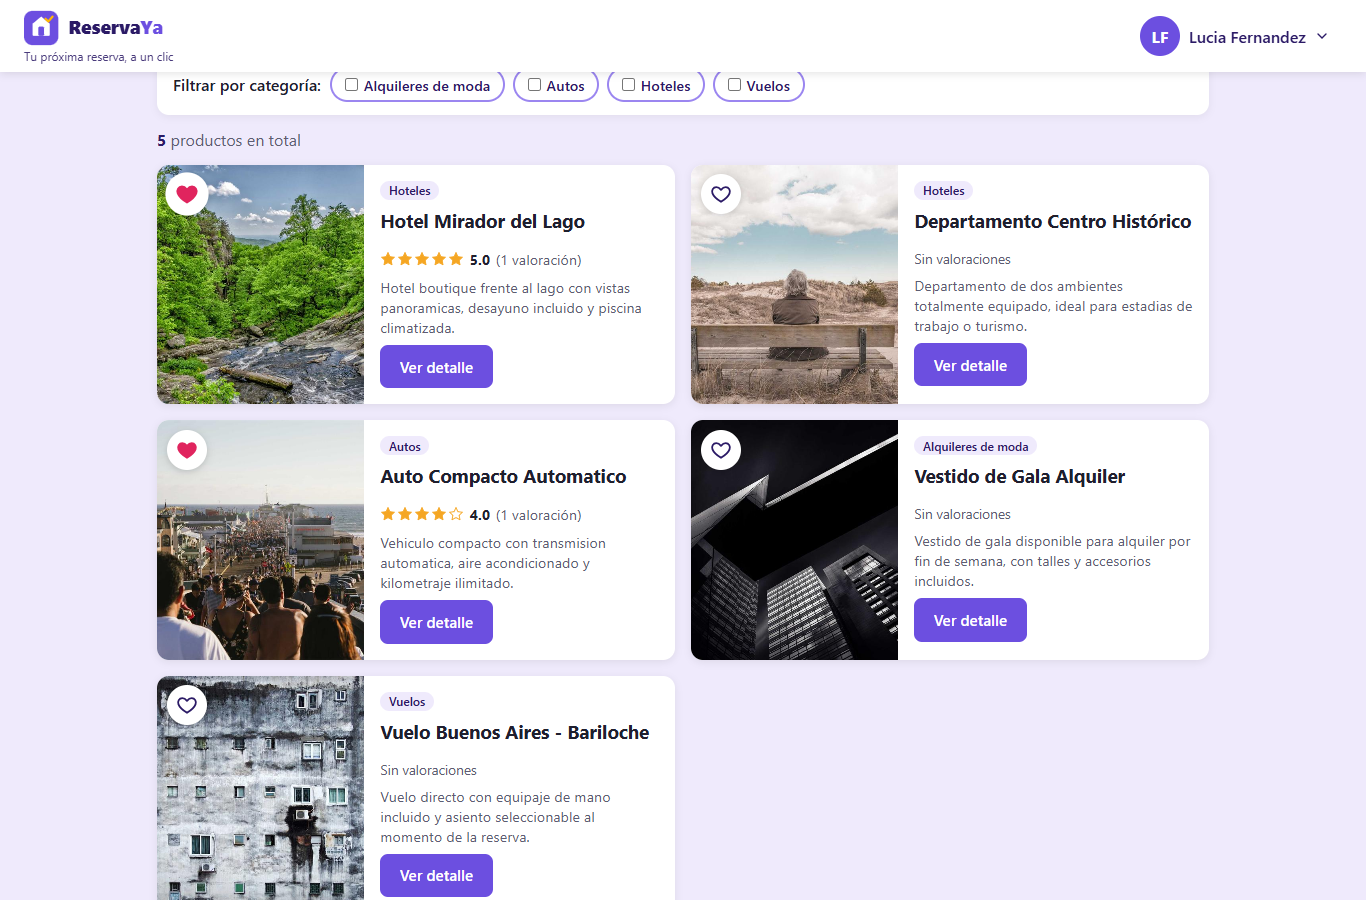 ReservaYa
Tu próxima reserva, a un clic
LF Lucia Fernandez
Filtrar por categoría: Alquileres de moda Autos Hoteles Vuelos
5 productos en total
Hoteles
Hotel Mirador del Lago
5.0 (1 valoración)
Hotel boutique frente al lago con vistas
panoramicas, desayuno incluido y piscina
climatizada.
Ver detalle
Hoteles
Departamento Centro Histórico
Sin valoraciones
Departamento de dos ambientes
totalmente equipado, ideal para estadias de
trabajo o turismo.
Ver detalle
Autos
Auto Compacto Automatico
4.0 (1 valoración)
Vehiculo compacto con transmision
automatica, aire acondicionado y
kilometraje ilimitado.
Ver detalle
Alquileres de moda
Vestido de Gala Alquiler
Sin valoraciones
Vestido de gala disponible para alquiler por
fin de semana, con talles y accesorios
incluidos.
Ver detalle
Vuelos
Vuelo Buenos Aires - Bariloche
Sin valoraciones
Vuelo directo con equipaje de mano
incluido y asiento seleccionable al
momento de la reserva.
Ver detalle